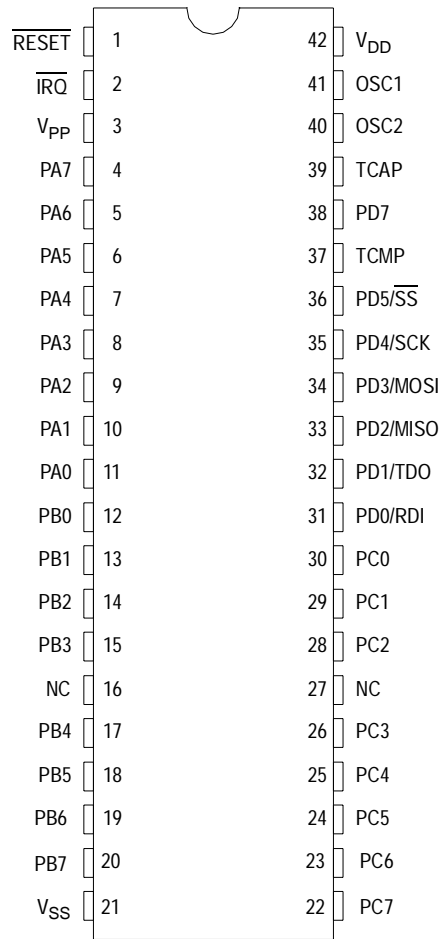 RESET 1 42 VDD
IRQ 2 41 OSC1
VPP 3 40 OSC2
PA7 4 39 TCAP
PA6 5 38 PD7
PA5 6 37 TCMP
PA4 7 36 PD5/SS
PA3 8 35 PD4/SCK
PA2 9 34 PD3/MOSI
PA1 10 33 PD2/MISO
PA0 11 32 PD1/TDO
PB0 12 31 PD0/RDI
PB1 13 30 PC0
PB2 14 29 PC1
PB3 15 28 PC2
NC 16 27 NC
PB4 17 26 PC3
PB5 18 25 PC4
PB6 19 24 PC5
PB7 20 23 PC6
VSS 21 22 PC7